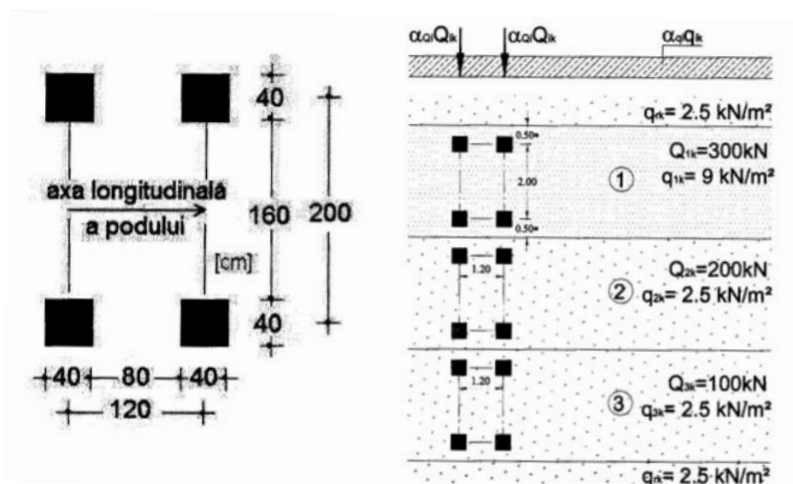 40
160
200
40
axa longitudinală
a podului
[cm]
40
80
40
120
αQiQik
αQiQik
αqiqik
qrk= 2.5 kN/m²
0.50*
2.00
0.50*
①
Q1k=300kN
q1k= 9 kN/m²
1.20
②
Q2k=200kN
q2k= 2.5 kN/m²
1.20
③
Q3k=100kN
q3k= 2.5 kN/m²
qrk= 2.5 kN/m²